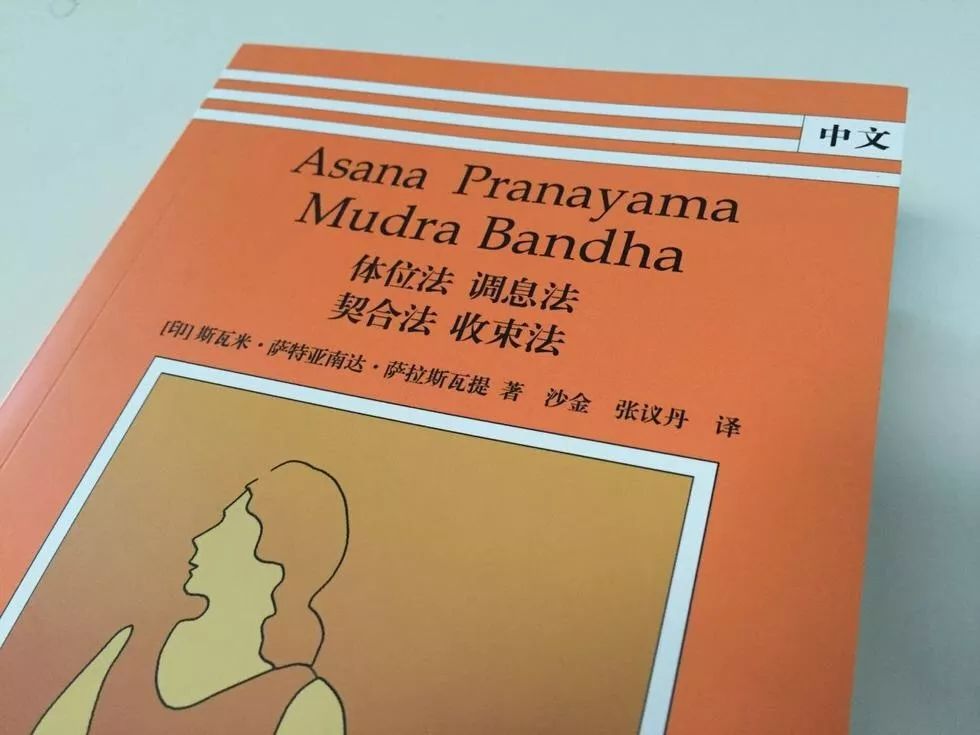 中文
Asana Pranayama
Mudra Bandha
体位法 调息法
契合法 收束法
[印] 斯瓦米·萨特亚南达·萨拉斯瓦提 著 沙金 张议丹 译